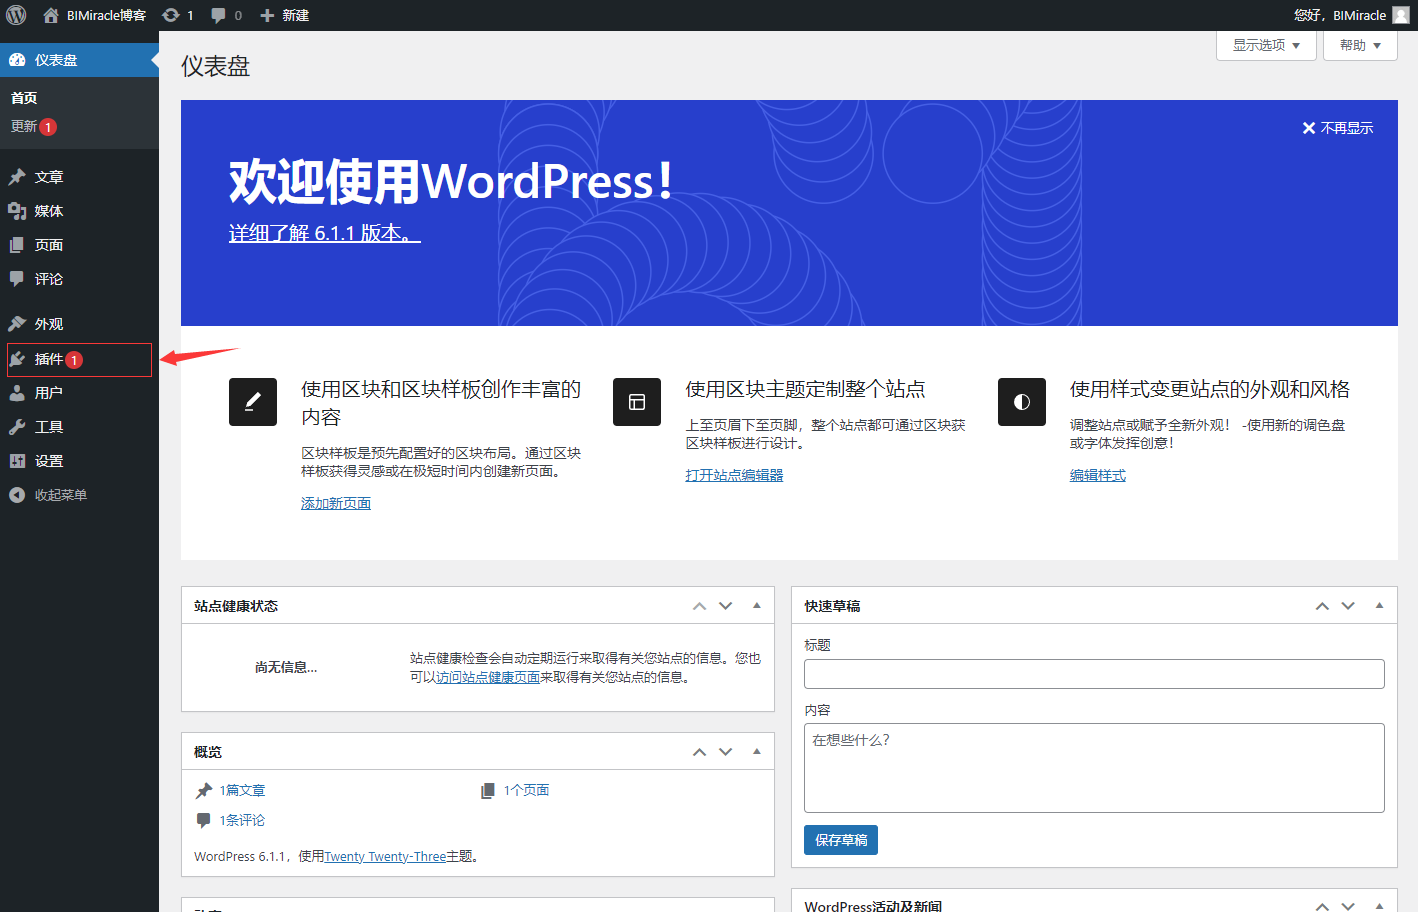 BIMiracle博客 1 0 新建 您好，BIMiracle
仪表盘
首页
更新 1
文章
媒体
页面
评论
外观
插件 1
用户
工具
设置
收起菜单
显示选项 帮助
仪表盘
不再显示
欢迎使用WordPress！
详细了解 6.1.1 版本。
使用区块和区块样板创作丰富的
内容
区块样板是预先配置好的区块布局。通过区块
样板获得灵感或在极短时间内创建新页面。
添加新页面
使用区块主题定制整个站点
上至页眉下至页脚，整个站点都可通过区块获
区块样板进行设计。
打开站点编辑器
使用样式变更站点的外观和风格
调整站点或赋予全新外观！ -使用新的调色盘
或字体发挥创意！
编辑样式
站点健康状态
尚无信息...
站点健康检查会自动定期运行来取得有关您站点的信息。您也
可以访问站点健康页面来取得有关您站点的信息。
概览
1篇文章 1个页面
1条评论
WordPress 6.1.1，使用Twenty Twenty-Three主题。
快速草稿
标题
内容
在想些什么？
保存草稿
WordPress活动及新闻